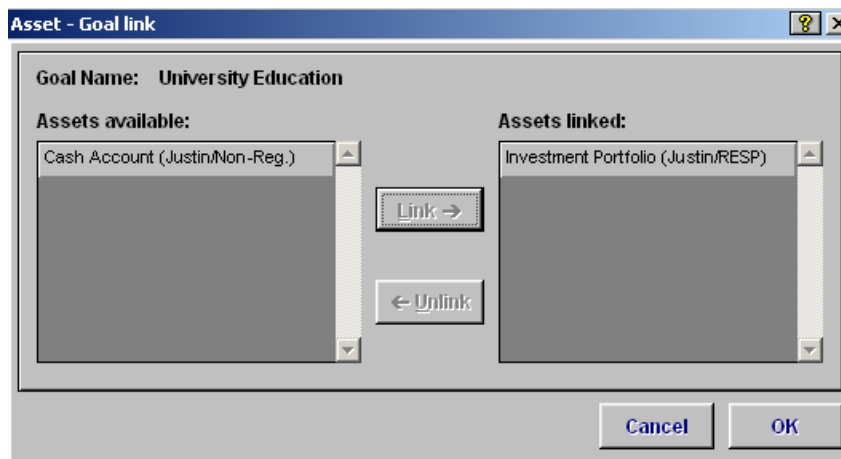 Asset - Goal link
Goal Name: University Education
Assets available:
Assets linked:
Cash Account (Justin/Non-Reg.)
Investment Portfolio (Justin/RESP)
Link →
← Unlink
Cancel
OK